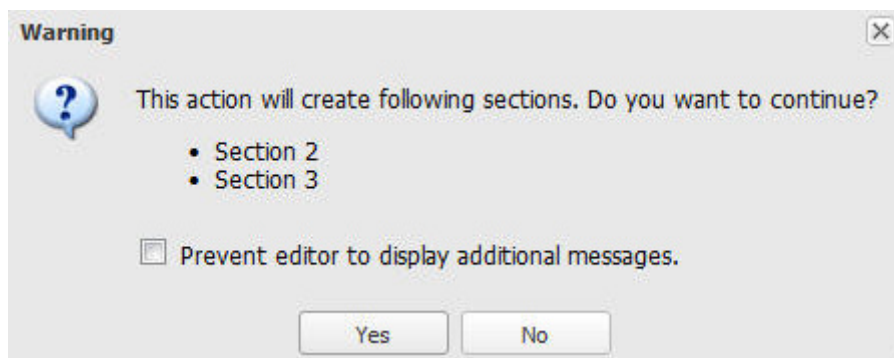 Warning
This action will create following sections. Do you want to continue?
• Section 2
• Section 3
Prevent editor to display additional messages.
Yes No